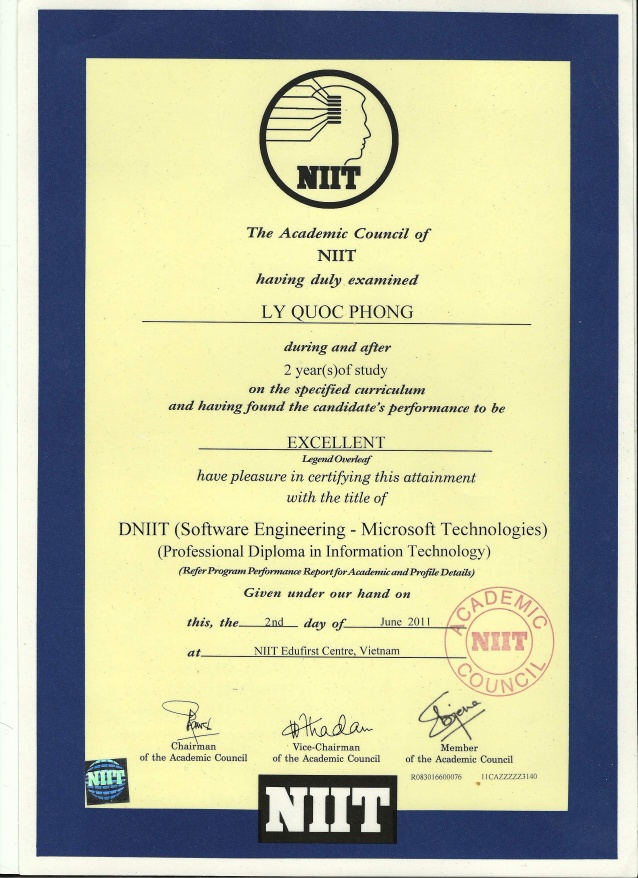 NIIT
The Academic Council of
NIIT
having duly examined
LY QUOC PHONG
during and after
2 year(s)of study
on the specified curriculum
and having found the candidate's performance to be
EXCELLENT
Legend Overleaf
have pleasure in certifying this attainment
with the title of
DNIIT (Software Engineering - Microsoft Technologies)
(Professional Diploma in Information Technology)
(Refer Program Performance Report for Academic and Profile Details)
Given under our hand on
this, the 2nd day of June 2011
at NIIT Edufirst Centre, Vietnam
ACADEMIC
NIIT
COUNCIL
Chairman
of the Academic Council
Vice-Chairman
of the Academic Council
Member
of the Academic Council
R083016600076 11CAZZZZZ3140
NIIT
NIIT